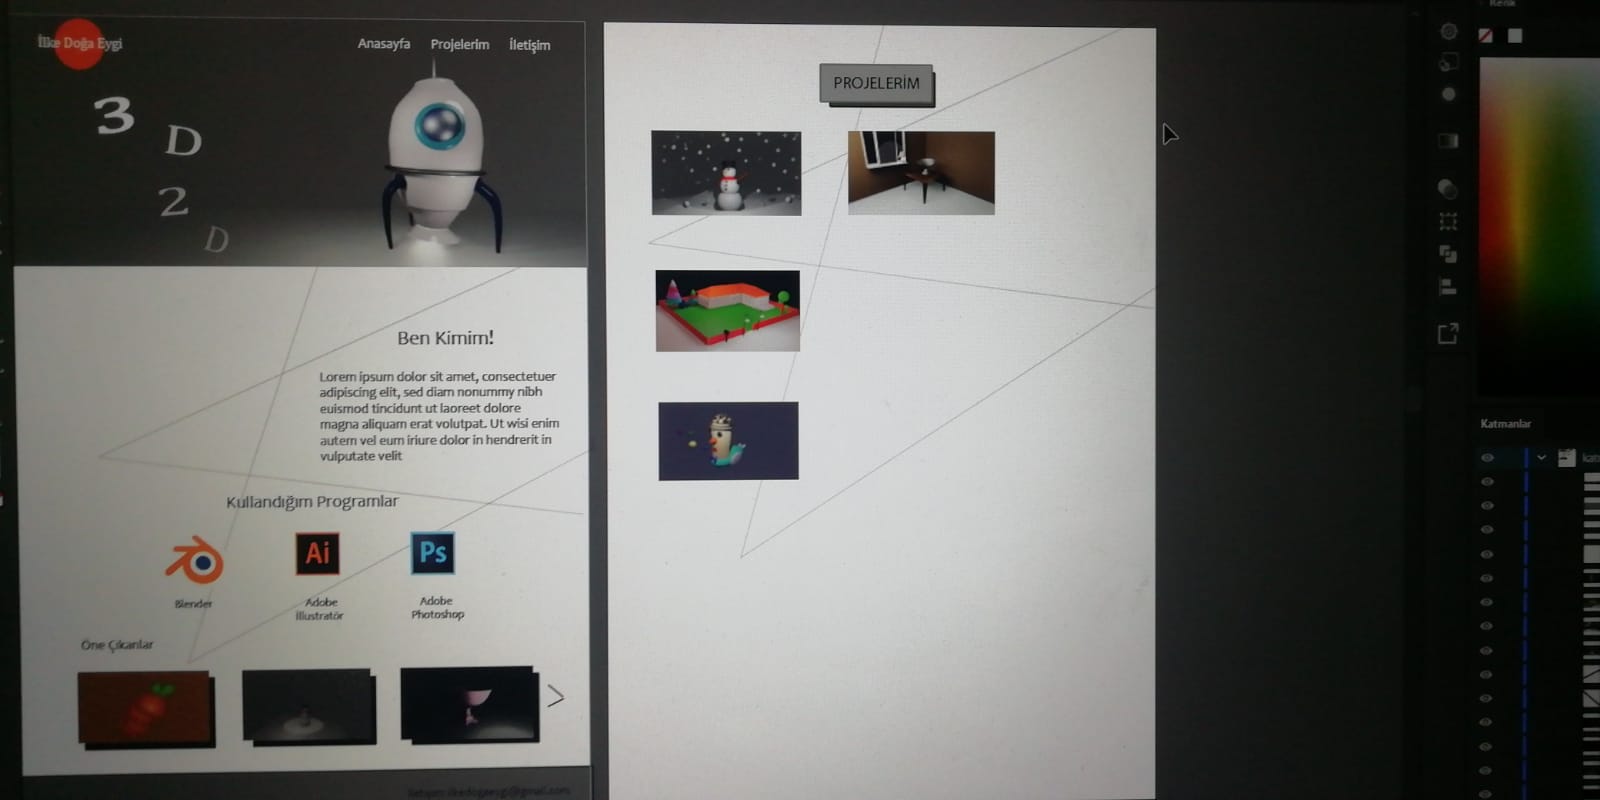 İlke Doğa Eygi
Anasayfa Projelerim İletişim
3
D
2
D
Ben Kimim!
Lorem ipsum dolor sit amet, consectetuer
adipiscing elit, sed diam nonummy nibh
euismod tincidunt ut laoreet dolore
magna aliquam erat volutpat. Ut wisi enim
autem vel eum iriure dolor in hendrerit in
vulputate velit
Kullandığım Programlar
Ai
Ps
Blender
Adobe
İllustratör
Adobe
Photoshop
Öne Çıkanlar
>
PROJELERİM
Renk
Katmanlar